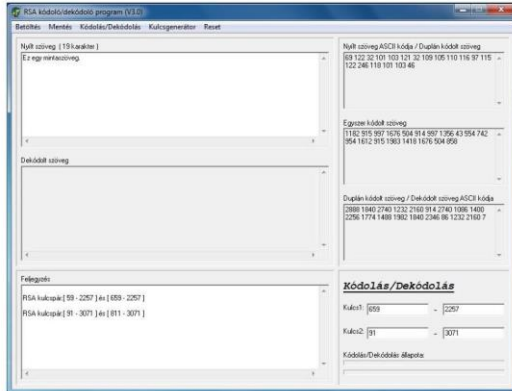 RSA kódoló/dekódoló program (V3.0)
Betöltés Mentés Kódolás/Dekódolás Kulcsgenerátor Reset
Nyílt szöveg ( 19 karakter )
Ez egy mintaszöveg.
Dekódolt szöveg
Feljegyzés
RSA kulcspár:[ 59 - 2257 ] és [ 659 - 2257 ]
RSA kulcspár:[ 91 - 3071 ] és [ 811 - 3071 ]
Nyílt szöveg ASCII kódja / Duplán kódolt szöveg
69 122 32 101 103 121 32 109 105 110 116 97 115
122 246 118 101 103 46
Egyszer kódolt szöveg
1182 915 997 1676 504 914 997 1356 43 954 742
954 1612 915 1983 1418 1676 504 858
Duplán kódolt szöveg / Dekódolt szöveg ASCII kódja
2888 1840 2740 1232 2160 914 2740 1086 1400
2256 1774 1488 1982 1840 2346 86 1232 2160 7
Kódolás/Dekódolás
Kulcs1: 659 - 2257
Kulcs2: 91 - 3071
Kódolás/Dekódolás állapota: